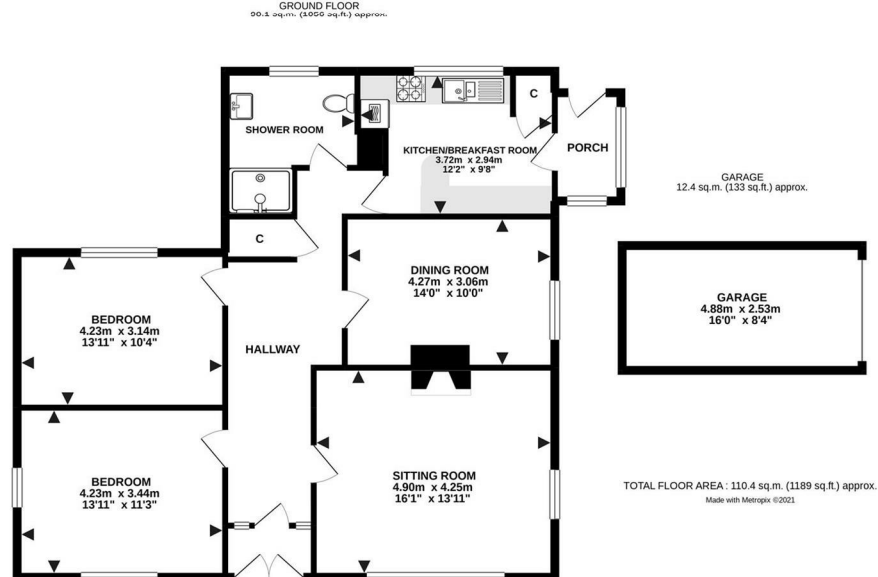 GROUND FLOOR
sq.m. sq.ft.) approx.
C
SHOWER ROOM
KITCHEN/BREAKFAST ROOM
3.72m x 2.94m
12'2" x 9'8"
PORCH
GARAGE
12.4 sq.m. (133 sq.ft.) approx.
C
DINING ROOM
4.27m x 3.06m
14'0" x 10'0"
BEDROOM
4.23m x 3.14m
13'11" x 10'4"
HALLWAY
GARAGE
4.88m x 2.53m
16'0" x 8'4"
BEDROOM
4.23m x 3.44m
13'11" x 11'3"
SITTING ROOM
4.90m x 4.25m
16'1" x 13'11"
TOTAL FLOOR AREA : 110.4 sq.m. (1189 sq.ft.) approx.
Made with Metropix ©2021